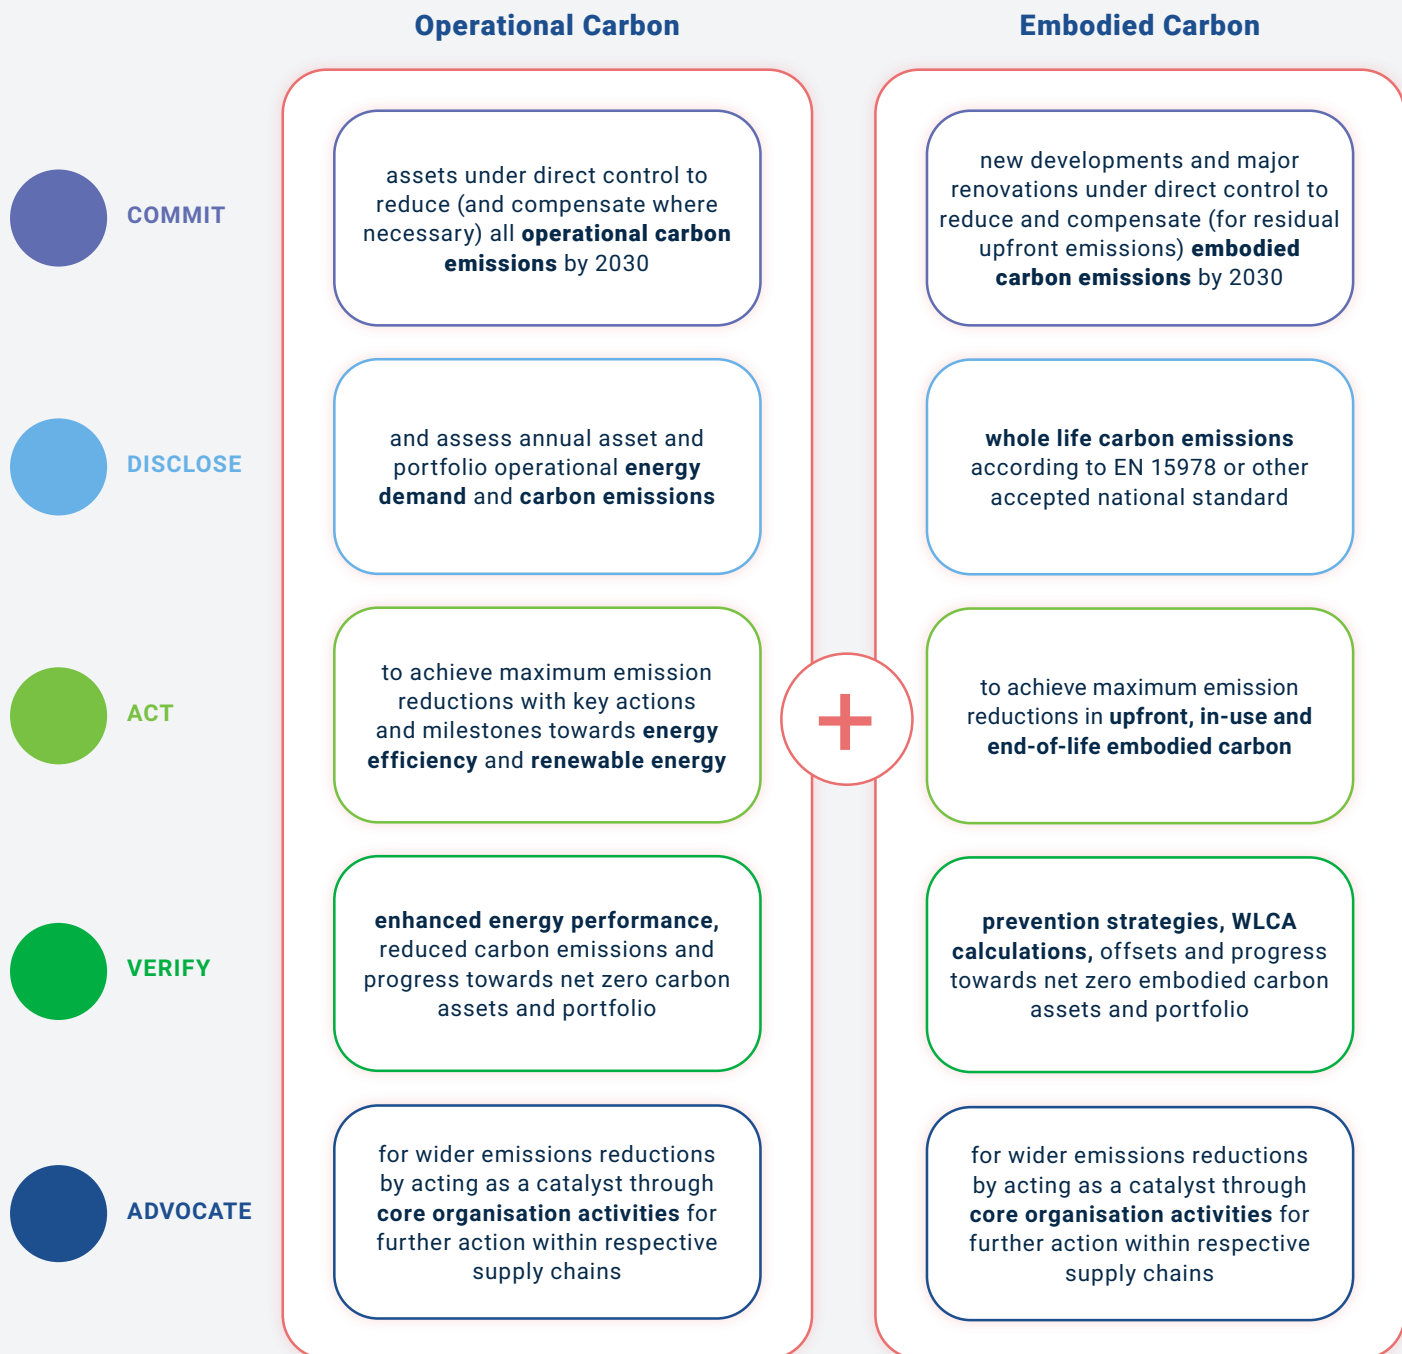 Operational Carbon
Embodied Carbon
COMMIT
assets under direct control to
reduce (and compensate where
necessary) all operational carbon
emissions by 2030
new developments and major
renovations under direct control to
reduce and compensate (for residual
upfront emissions) embodied
carbon emissions by 2030
DISCLOSE
and assess annual asset and
portfolio operational energy
demand and carbon emissions
whole life carbon emissions
according to EN 15978 or other
accepted national standard
ACT
to achieve maximum emission
reductions with key actions
and milestones towards energy
efficiency and renewable energy
+
to achieve maximum emission
reductions in upfront, in-use and
end-of-life embodied carbon
VERIFY
enhanced energy performance,
reduced carbon emissions and
progress towards net zero carbon
assets and portfolio
prevention strategies, WLCA
calculations, offsets and progress
towards net zero embodied carbon
assets and portfolio
ADVOCATE
for wider emissions reductions
by acting as a catalyst through
core organisation activities for
further action within respective
supply chains
for wider emissions reductions
by acting as a catalyst through
core organisation activities for
further action within respective
supply chains